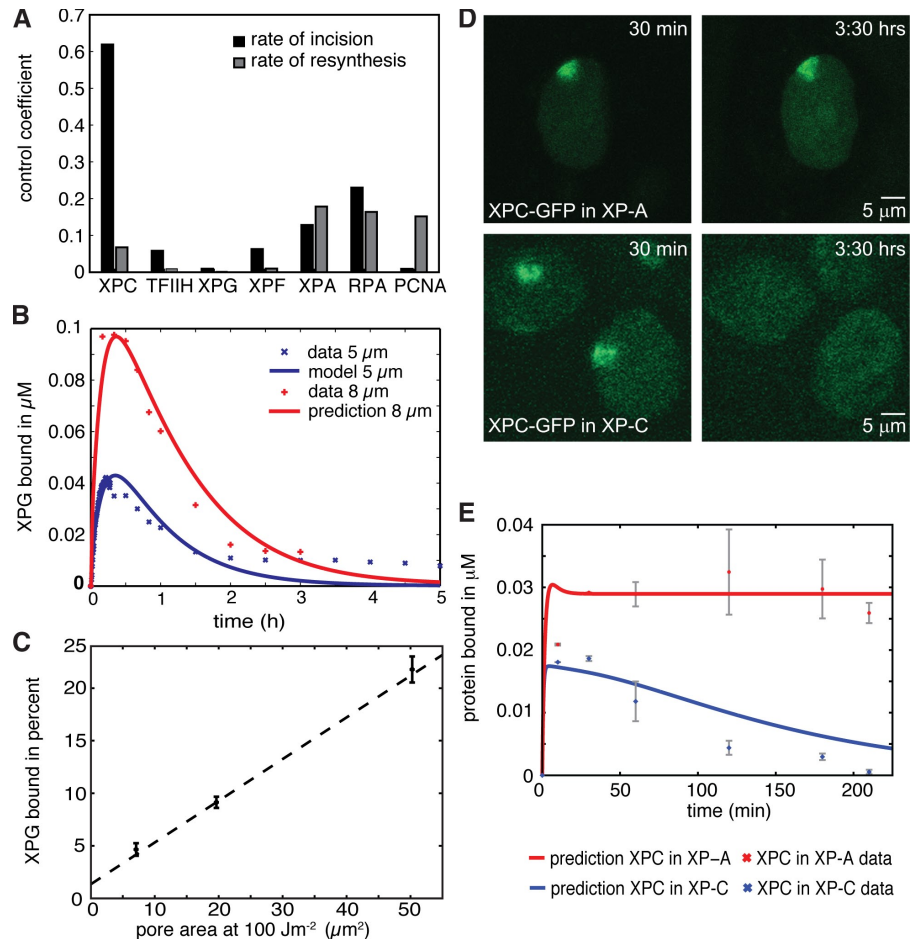 A
0.7
0.6
0.5
0.4
0.3
0.2
0.1
0
control coefficient
rate of incision
rate of resynthesis
XPC TFIIH XPG XPF XPA RPA PCNA
B
0.1
0.08
0.06
0.04
0.02
0
XPG bound in µM
data 5 µm
model 5 µm
data 8 µm
prediction 8 µm
0 1 2 3 4 5
time (h)
C
25
20
15
10
5
0
XPG bound in percent
0 10 20 30 40 50
pore area at 100 Jm⁻² (µm²)
D
30 min
XPC-GFP in XP-A
3:30 hrs
5 µm
30 min
XPC-GFP in XP-C
3:30 hrs
5 µm
E
0.04
0.03
0.02
0.01
0
protein bound in µM
0 50 100 150 200
time (min)
prediction XPC in XP–A
XPC in XP-A data
prediction XPC in XP-C
XPC in XP-C data